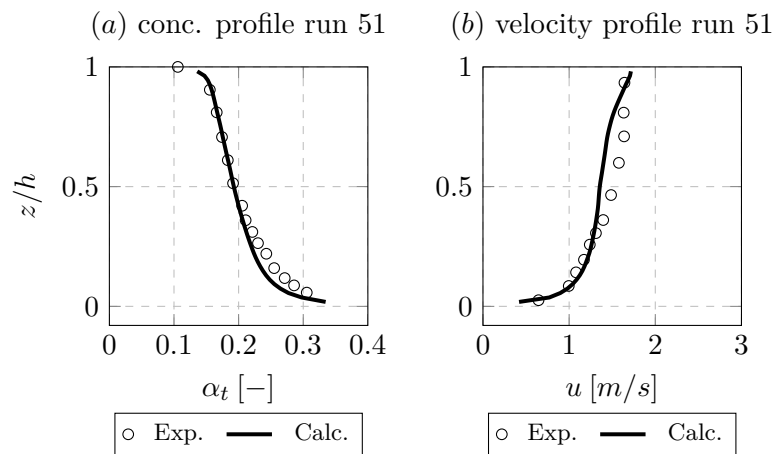 (a) conc. profile run 51
(b) velocity profile run 51
z/h
1
0.5
0
0 0.1 0.2 0.3 0.4
α_t [−]
Exp. Calc.
1
0.5
0
0 1 2 3
u [m/s]
Exp. Calc.